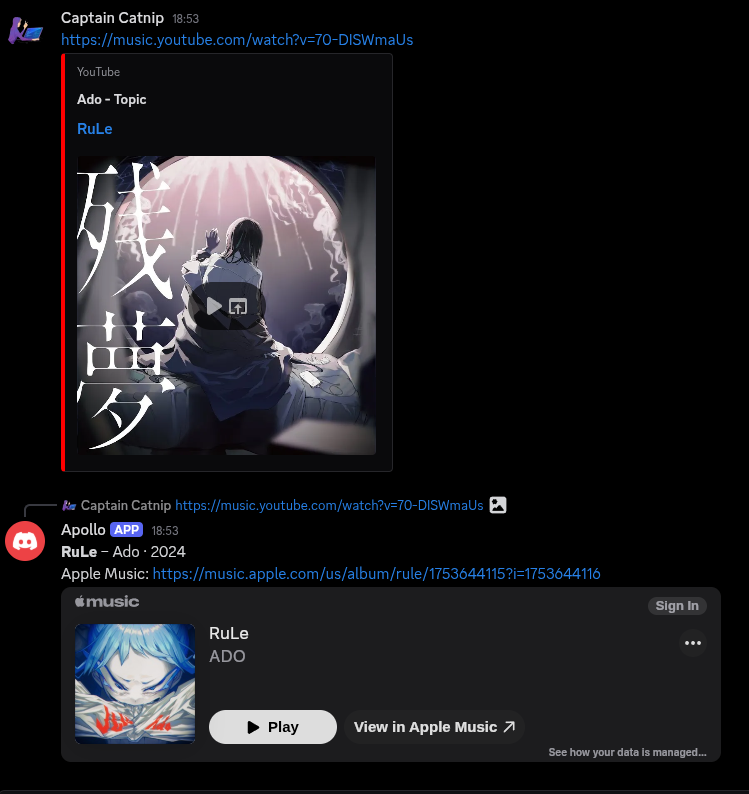 Captain Catnip 18:53
https://music.youtube.com/watch?v=70-DISWmaUs
YouTube
Ado - Topic
RuLe
残夢
Captain Catnip https://music.youtube.com/watch?v=70-DISWmaUs
Apollo APP 18:53
RuLe – Ado · 2024
Apple Music: https://music.apple.com/us/album/rule/1753644115?i=1753644116
music
Sign In
RuLe
ADO
Play
View in Apple Music
See how your data is managed...